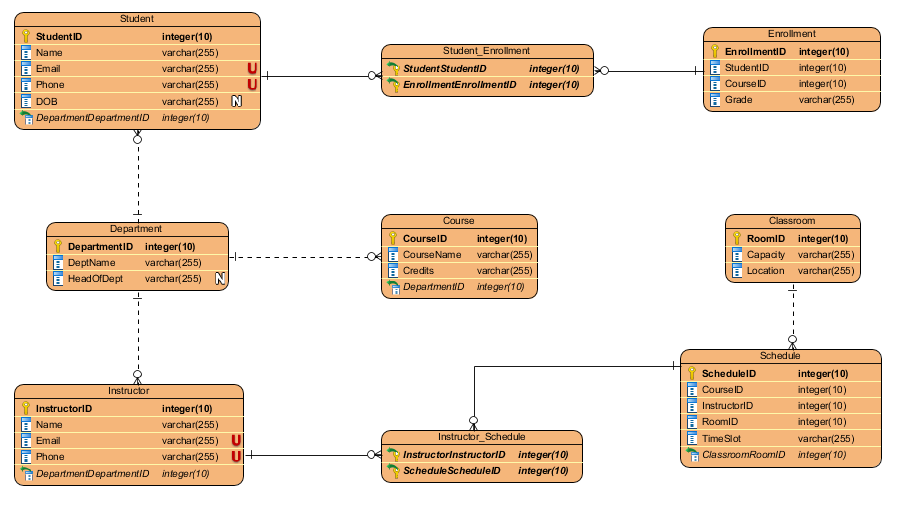 Student
StudentID integer(10)
Name varchar(255)
Email varchar(255) U
Phone varchar(255) U
DOB varchar(255) N
DepartmentDepartmentID integer(10)
Student_Enrollment
StudentStudentID integer(10)
EnrollmentEnrollmentID integer(10)
Enrollment
EnrollmentID integer(10)
StudentID integer(10)
CourseID integer(10)
Grade varchar(255)
Department
DepartmentID integer(10)
DeptName varchar(255)
HeadOfDept varchar(255) N
Course
CourseID integer(10)
CourseName varchar(255)
Credits varchar(255)
DepartmentID integer(10)
Classroom
RoomID integer(10)
Capacity varchar(255)
Location varchar(255)
Instructor
InstructorID integer(10)
Name varchar(255)
Email varchar(255) U
Phone varchar(255) U
DepartmentDepartmentID integer(10)
Instructor_Schedule
InstructorInstructorID integer(10)
ScheduleScheduleID integer(10)
Schedule
ScheduleID integer(10)
CourseID integer(10)
InstructorID integer(10)
RoomID integer(10)
TimeSlot varchar(255)
ClassroomRoomID integer(10)